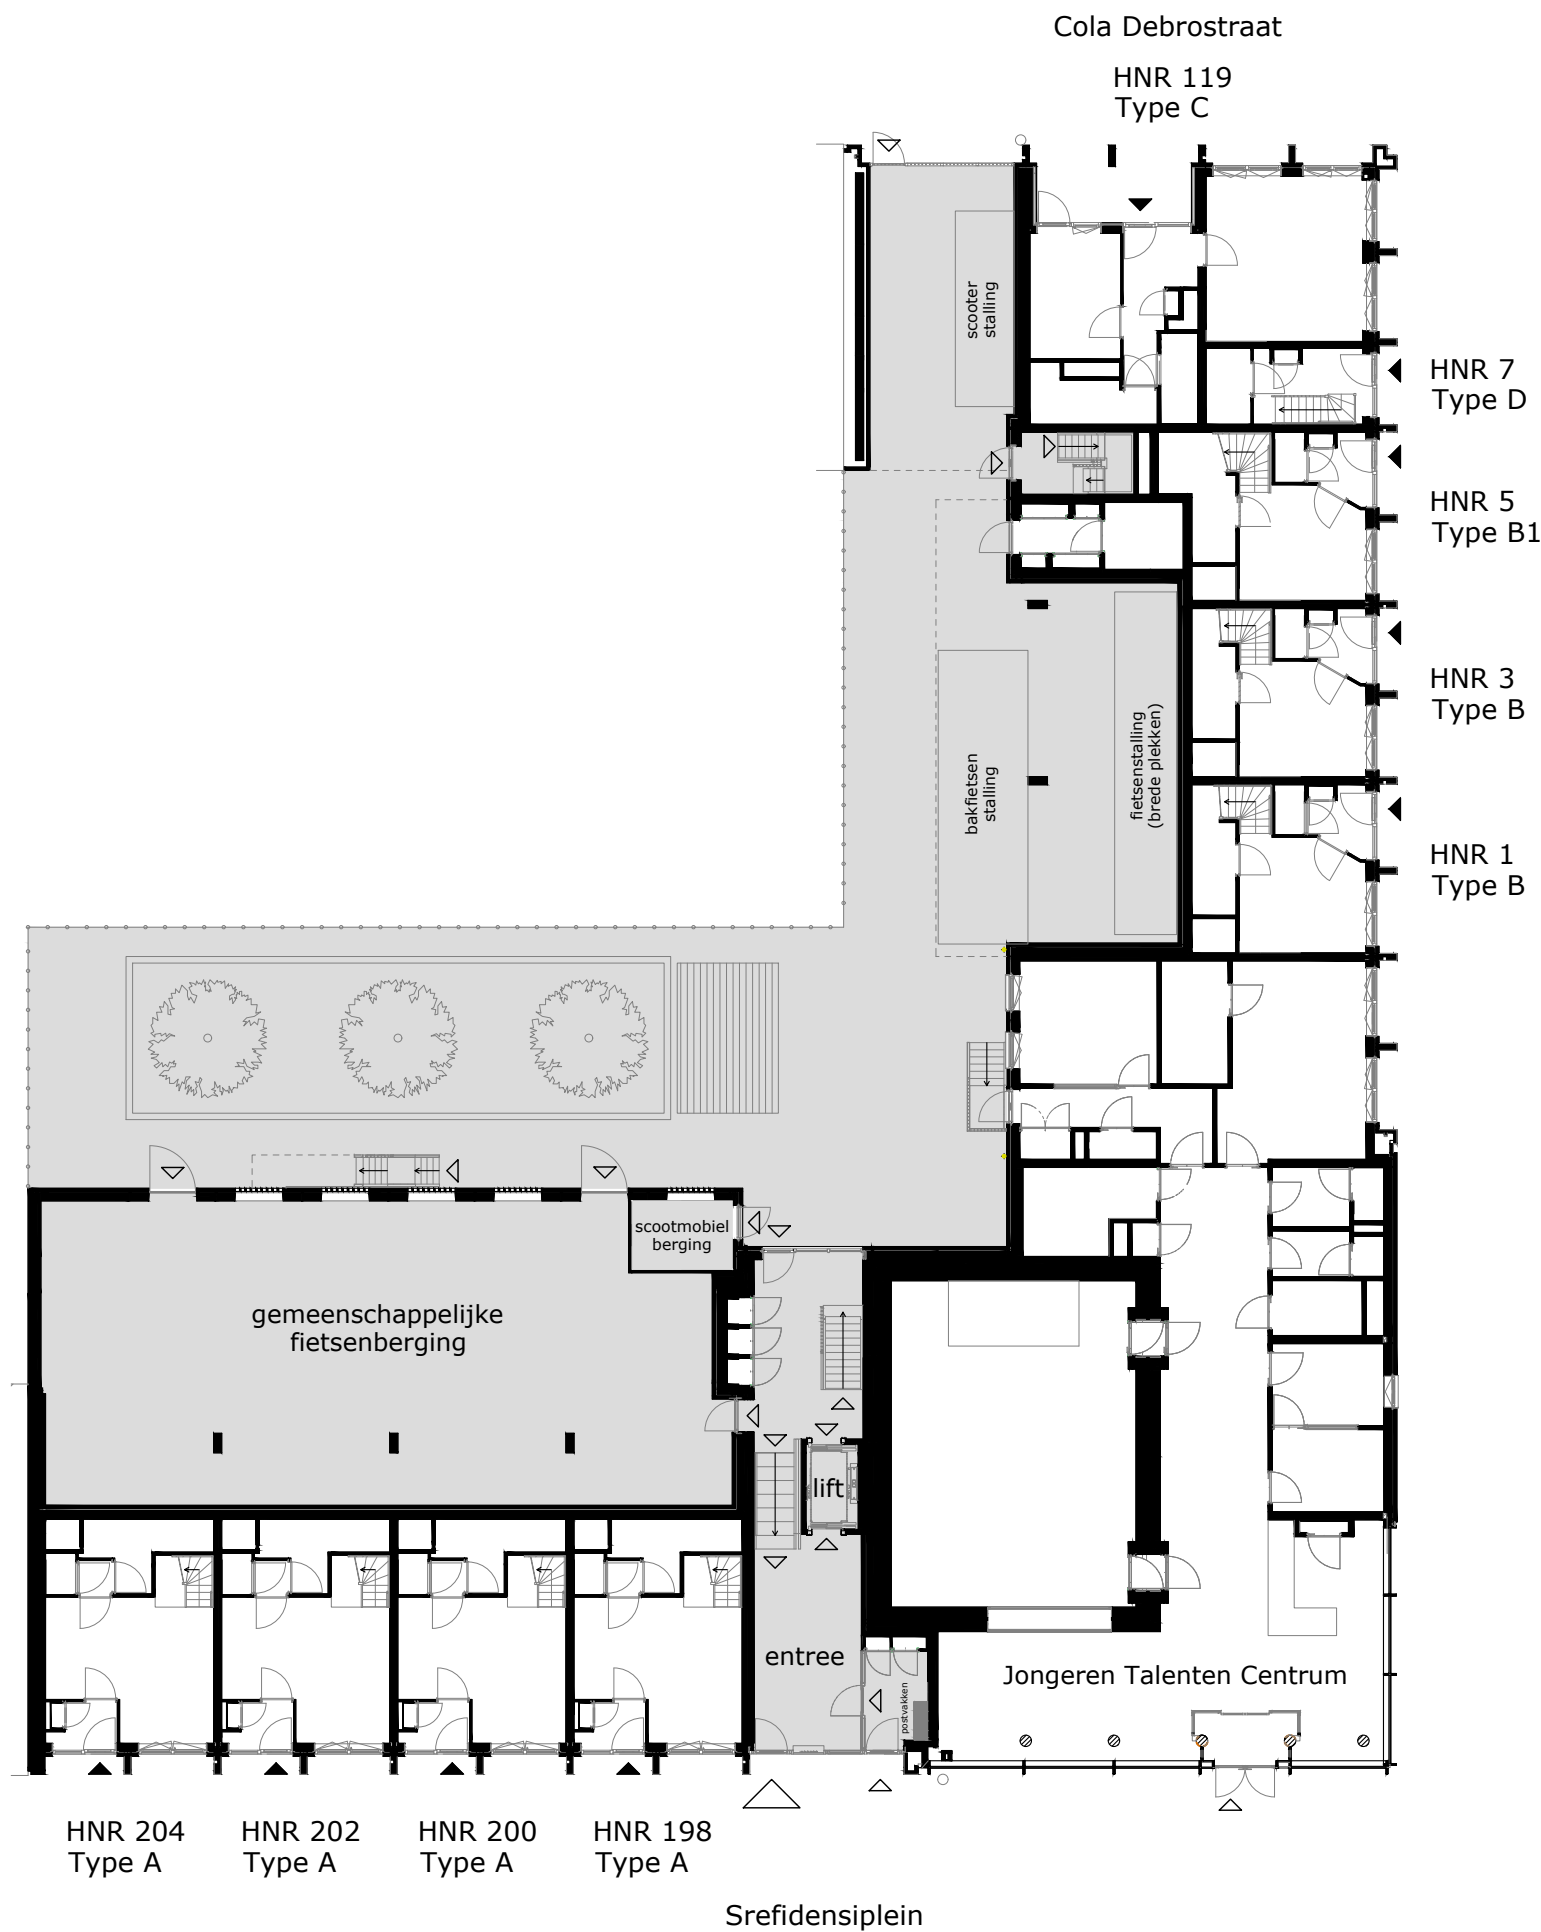 Cola Debrostraat
HNR 119
Type C
scooter
stalling
HNR 7
Type D
HNR 5
Type B1
HNR 3
Type B
bakfietsen
stalling
fietsenstalling
(brede plekken)
HNR 1
Type B
scootmobiel
berging
gemeenschappelijke
fietsenberging
lift
entree
postvakken
Jongeren Talenten Centrum
HNR 204
Type A
HNR 202
Type A
HNR 200
Type A
HNR 198
Type A
Srefidensiplein